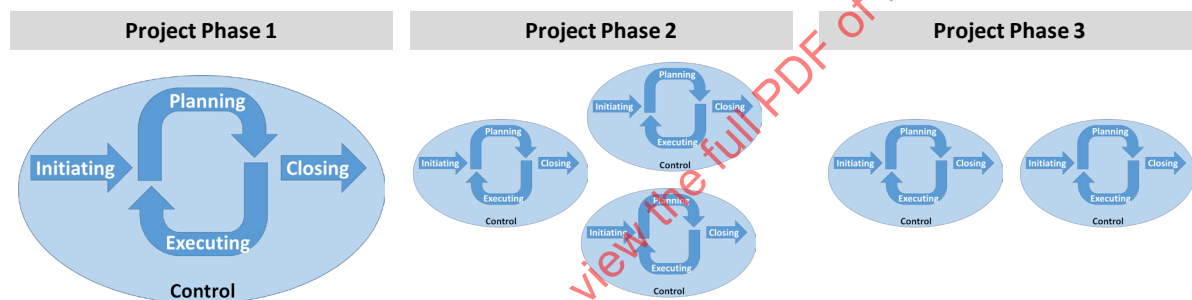 Project Phase 1
Planning
Initiating
Closing
Executing
Control
Project Phase 2
Planning
Initiating
Closing
Executing
Control
Planning
Initiating
Closing
Executing
Control
Planning
Initiating
Closing
Executing
Control
Project Phase 3
Planning
Initiating
Closing
Executing
Control
Planning
Initiating
Closing
Executing
Control
view the full PDF of